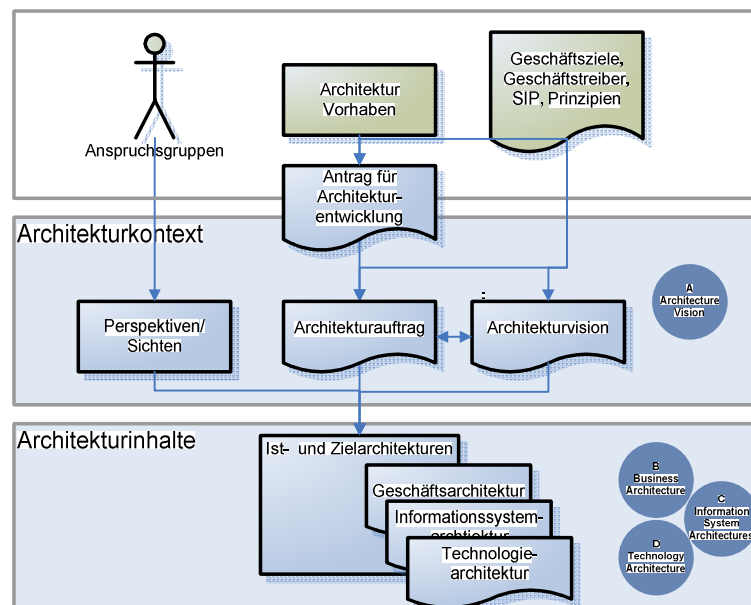 Anspruchsgruppen
Architektur
Vorhaben
Geschäftsziele,
Geschäftstreiber,
SIP, Prinzipien
Antrag für
Architektur-
entwicklung
Architekturkontext
Perspektiven/
Sichten
Architekturauftrag
:
Architekturvision
A
Architecture
Vision
Architekturinhalte
Ist- und Zielarchitekturen
Geschäftsarchitektur
Informationssystem-
Technologie-
architektur
B
Business
Architecture
C
Information
System
Architectures
D
Technology
Architecture